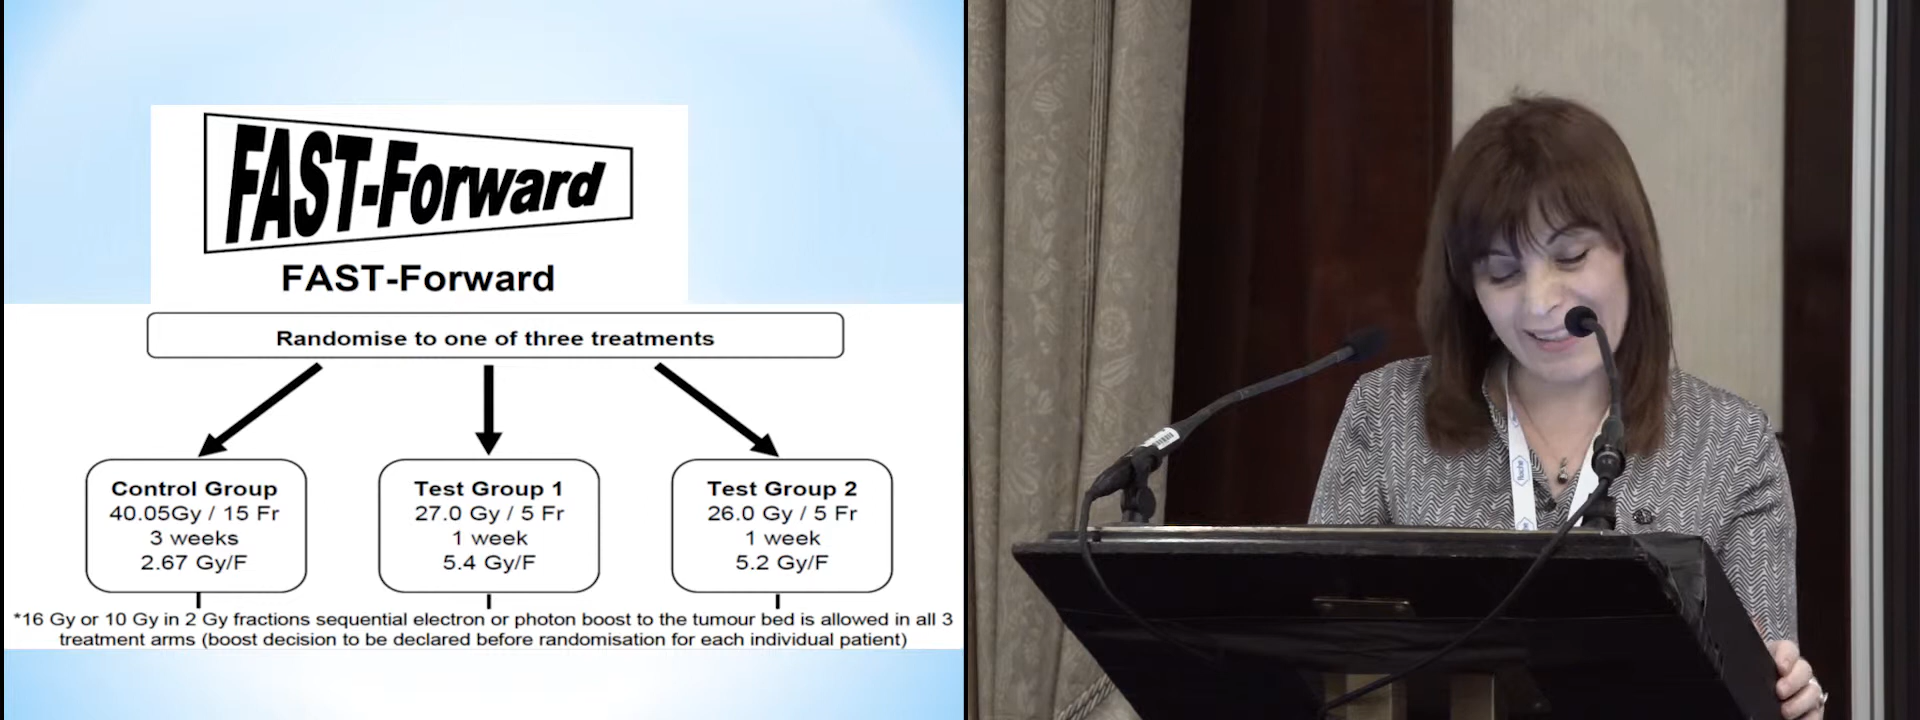 FAST-Forward
FAST-Forward
Randomise to one of three treatments
Control Group
40.05Gy / 15 Fr
3 weeks
2.67 Gy/F
Test Group 1
27.0 Gy / 5 Fr
1 week
5.4 Gy/F
Test Group 2
26.0 Gy / 5 Fr
1 week
5.2 Gy/F
*16 Gy or 10 Gy in 2 Gy fractions sequential electron or photon boost to the tumour bed is allowed in all 3
treatment arms (boost decision to be declared before randomisation for each individual patient)
Roche